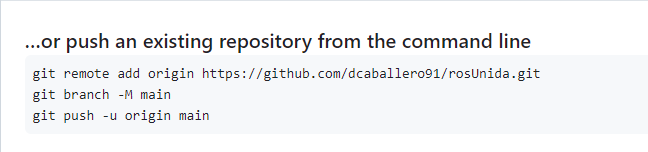 …or push an existing repository from the command line
git remote add origin https://github.com/dcaballero91/rosUnida.git
git branch -M main
git push -u origin main